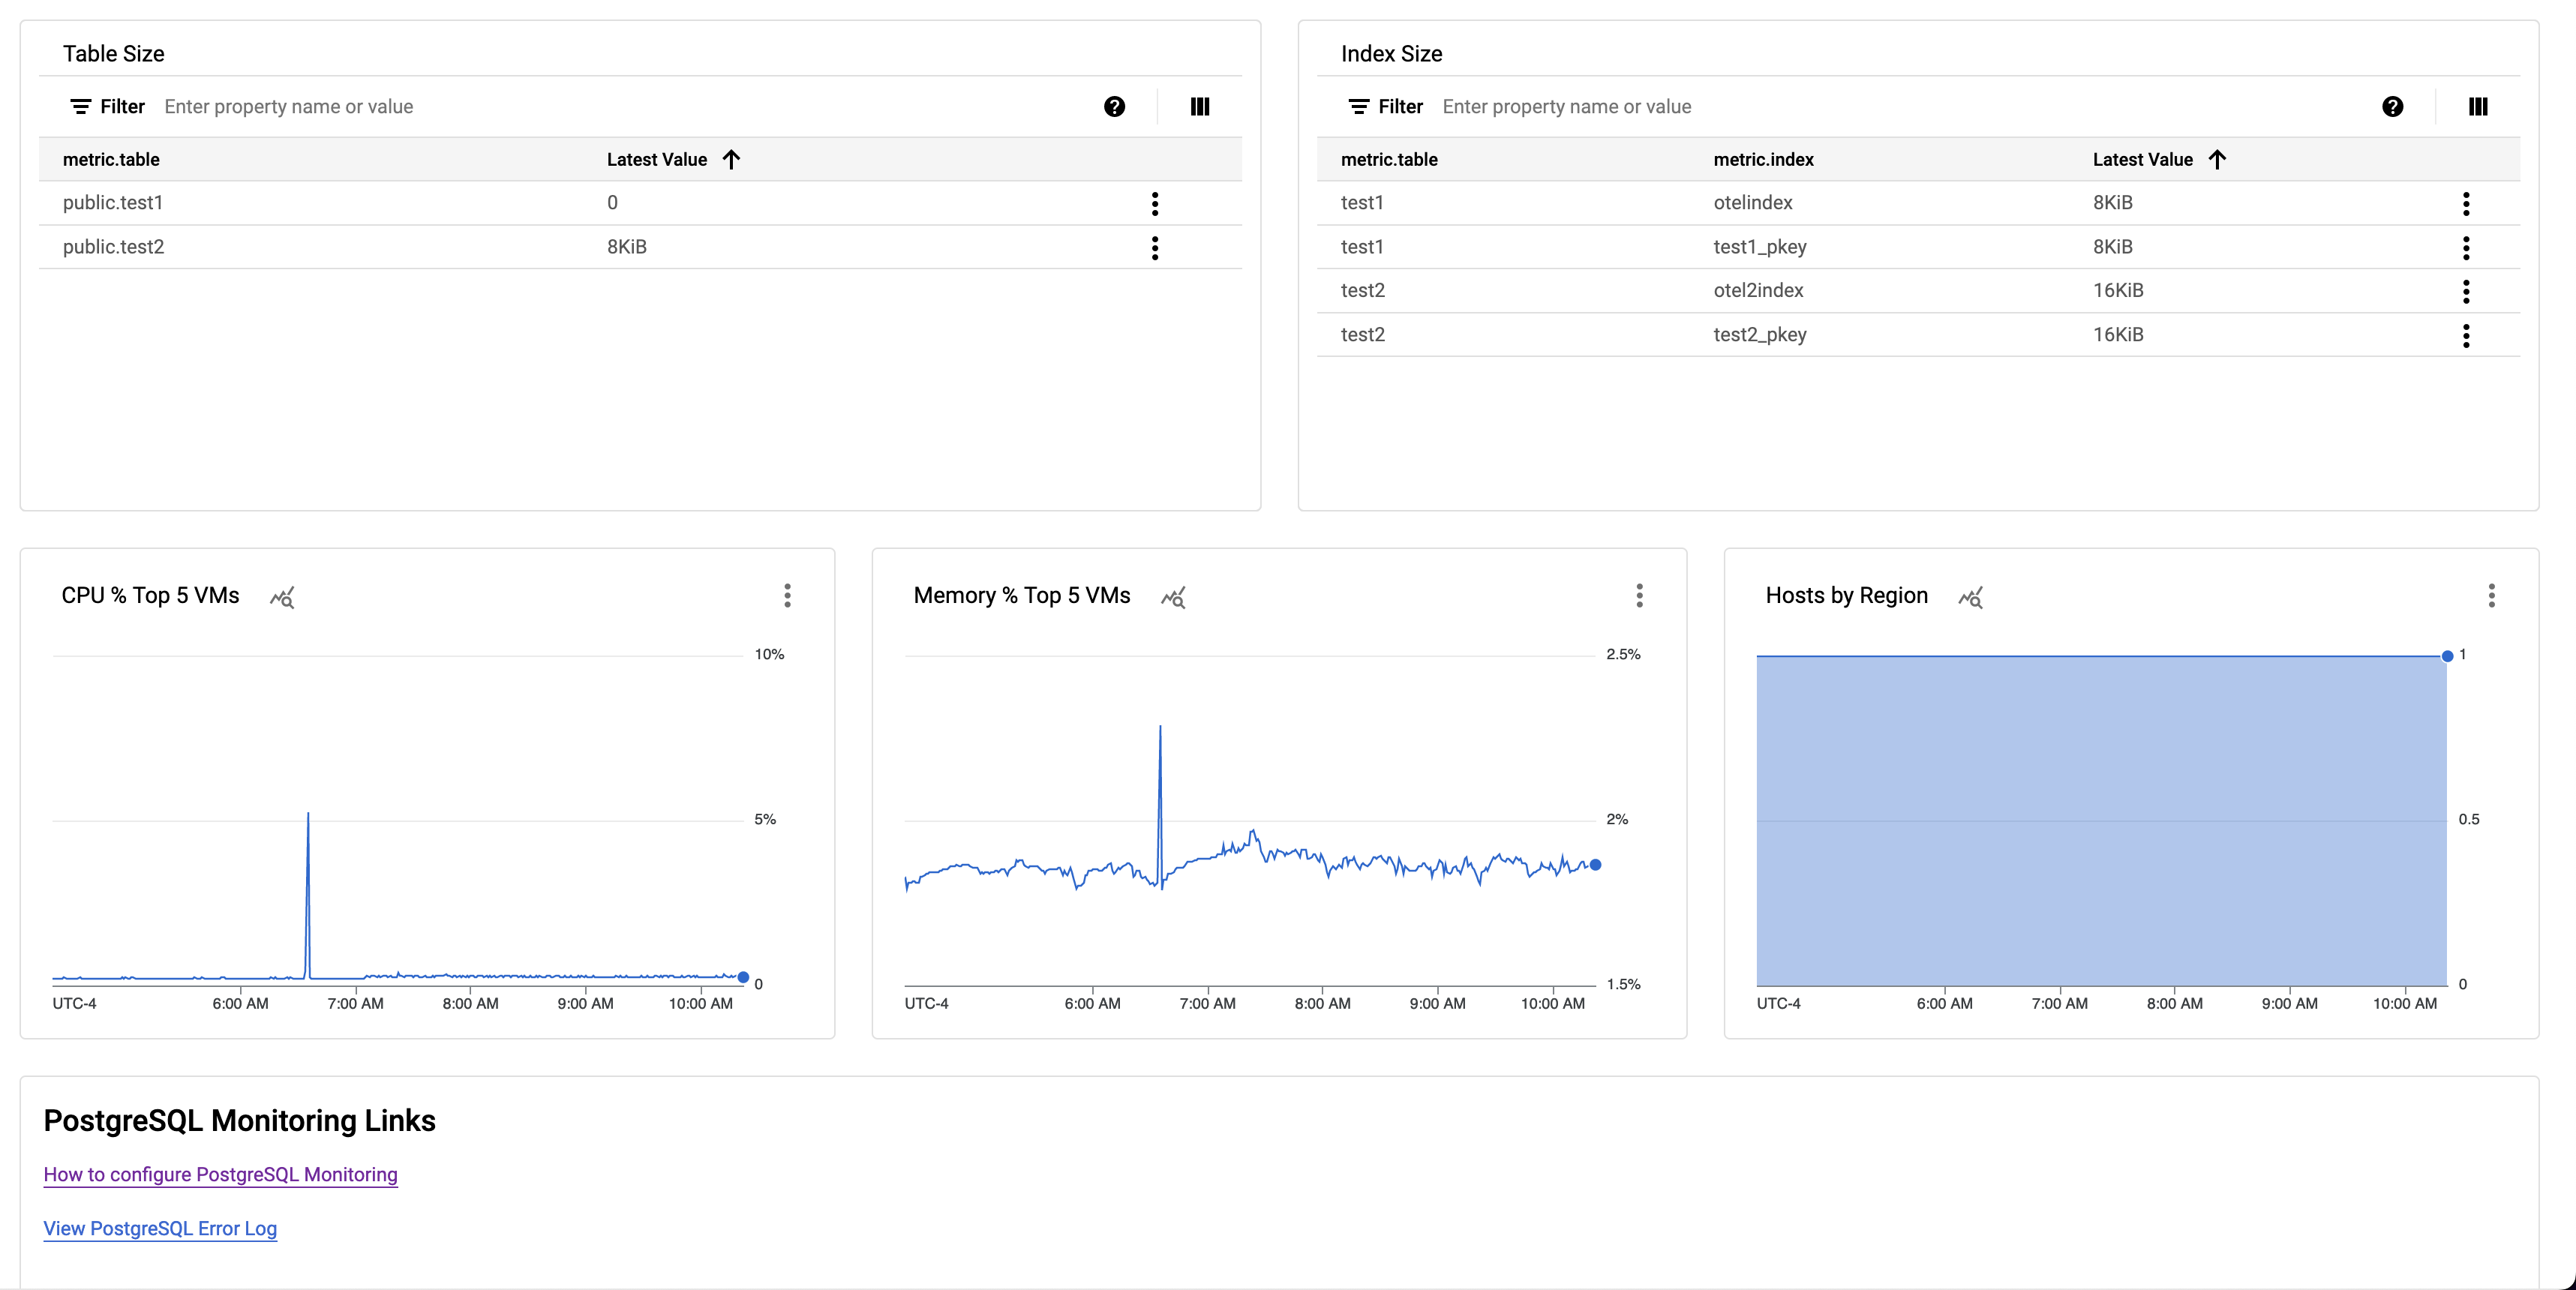 Table Size
Filter Enter property name or value
metric.table Latest Value
public.test1 0
public.test2 8KiB
Index Size
Filter Enter property name or value
metric.table metric.index Latest Value
test1 otelindex 8KiB
test1 test1_pkey 8KiB
test2 otel2index 16KiB
test2 test2_pkey 16KiB
CPU % Top 5 VMs
10%
5%
0
UTC-4 6:00 AM 7:00 AM 8:00 AM 9:00 AM 10:00 AM
Memory % Top 5 VMs
2.5%
2%
1.5%
UTC-4 6:00 AM 7:00 AM 8:00 AM 9:00 AM 10:00 AM
Hosts by Region
1
0.5
0
UTC-4 6:00 AM 7:00 AM 8:00 AM 9:00 AM 10:00 AM
PostgreSQL Monitoring Links
How to configure PostgreSQL Monitoring
View PostgreSQL Error Log